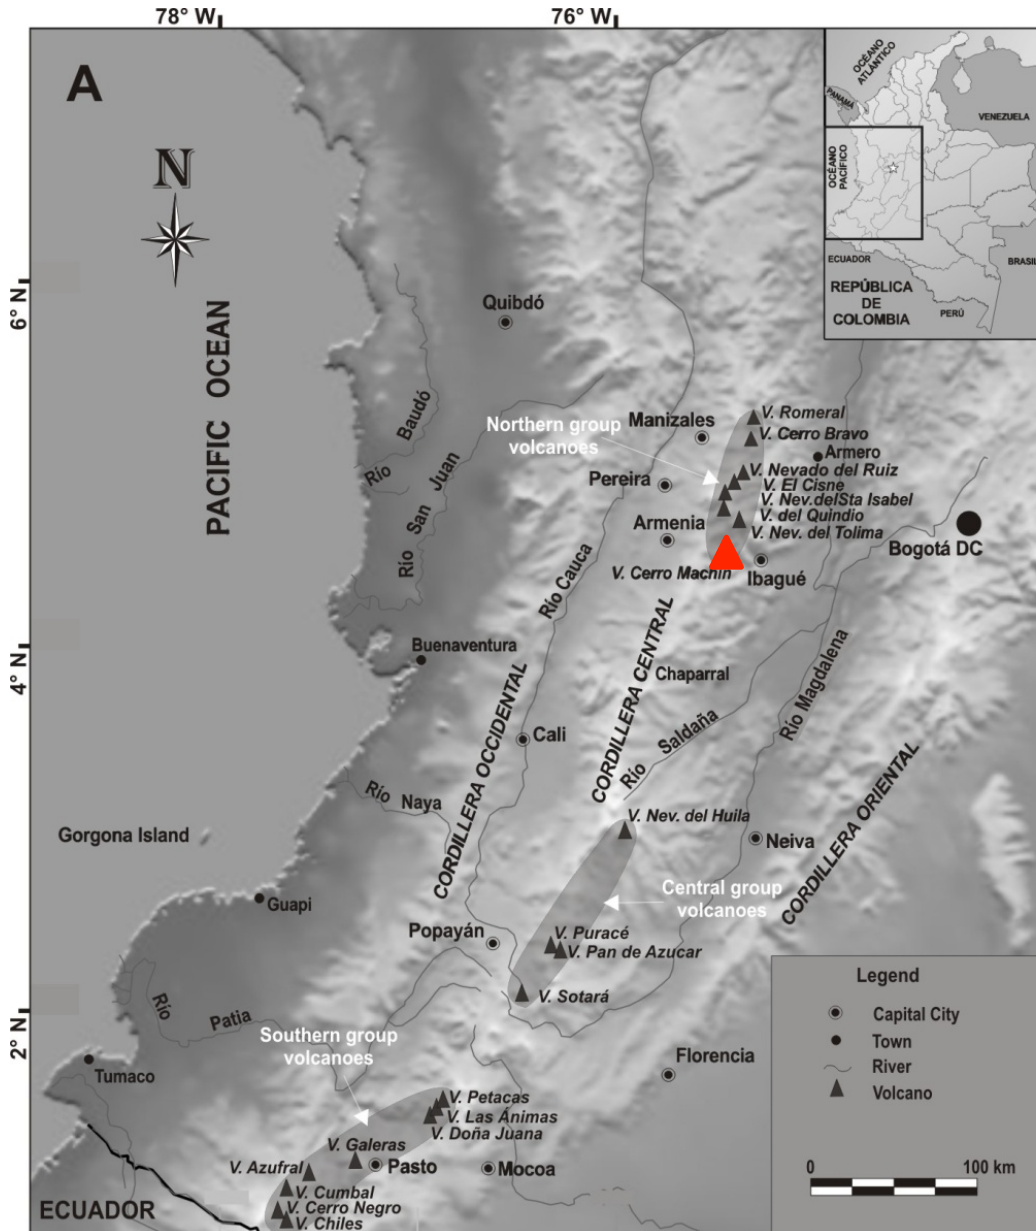 78° W
76° W
A
N
6° N
4° N
2° N
PACIFIC OCEAN
OCÉANO
ATLÁNTICO
PANAMÁ
VENEZUELA
OCÉANO
PACÍFICO
ECUADOR
BRASIL
REPÚBLICA
DE
COLOMBIA
PERÚ
Quibdó
Río Baudó
Río San Juan
Northern group
volcanoes
Manizales
Pereira
Armenia
V. Romeral
V. Cerro Bravo
Armero
V. Nevado del Ruiz
V. El Cisne
V. Nev.delSta Isabel
V. del Quindio
V. Nev. del Tolima
V. Cerro Machín
Ibagué
Bogotá DC
Río Cauca
Buenaventura
CORDILLERA OCCIDENTAL
CORDILLERA CENTRAL
CORDILLERA ORIENTAL
Chaparral
Río Saldaña
Río Magdalena
Cali
Río Naya
Gorgona Island
V. Nev. del Huila
Neiva
Guapi
Central group
volcanoes
Popayán
V. Puracé
V. Pan de Azucar
V. Sotará
Río Patia
Southern group
volcanoes
Florencia
Tumaco
V. Petacas
V. Las Ánimas
V. Doña Juana
V. Galeras
Pasto
Mocoa
V. Azufral
V. Cumbal
V. Cerro Negro
V. Chiles
ECUADOR
Legend
Capital City
Town
River
Volcano
0
100 km